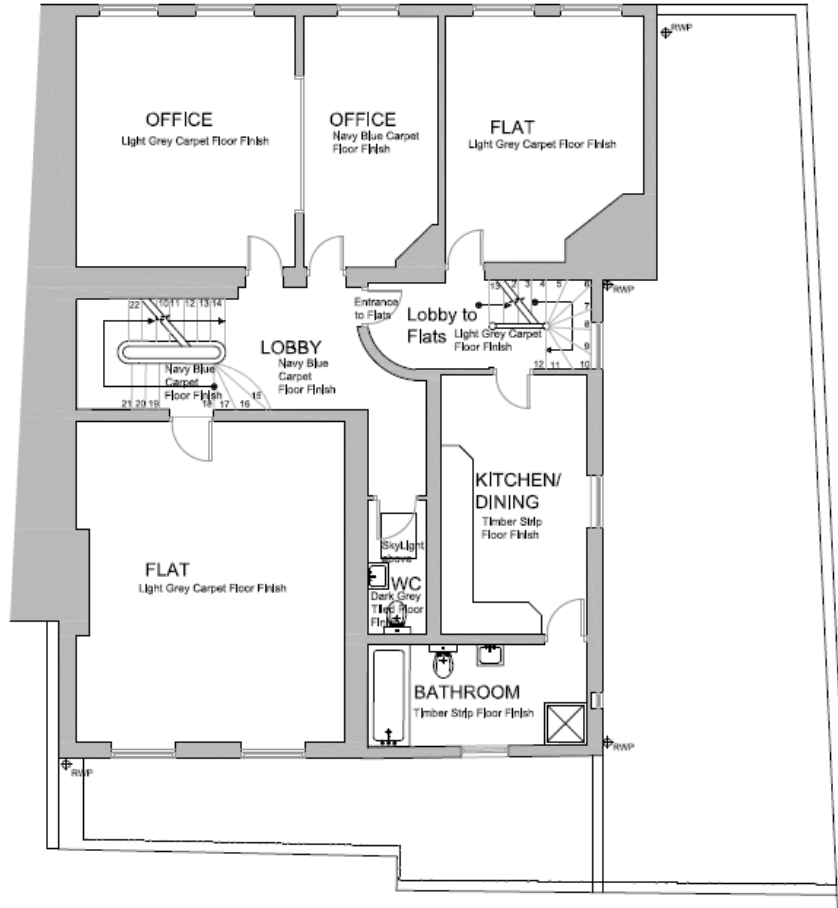 RWP
OFFICE
Light Grey Carpet Floor Finish
OFFICE
Navy Blue Carpet
Floor Finish
FLAT
Light Grey Carpet Floor Finish
RWP
22
10
11
12
13
14
Entrance
to Flats
Lobby to
Flats
Light Grey Carpet
Floor Finish
13
2
3
4
5
6
7
8
9
10
11
12
LOBBY
Navy Blue
Carpet
Floor Finish
Navy Blue
Carpet
Floor Finish
21
20
19
18
17
16
15
KITCHEN/
DINING
Timber Strip
Floor Finish
FLAT
Light Grey Carpet Floor Finish
SkyLight
above
WC
Dark Grey
Tiled Floor
Finish
BATHROOM
Timber Strip Floor Finish
RWP
RWP